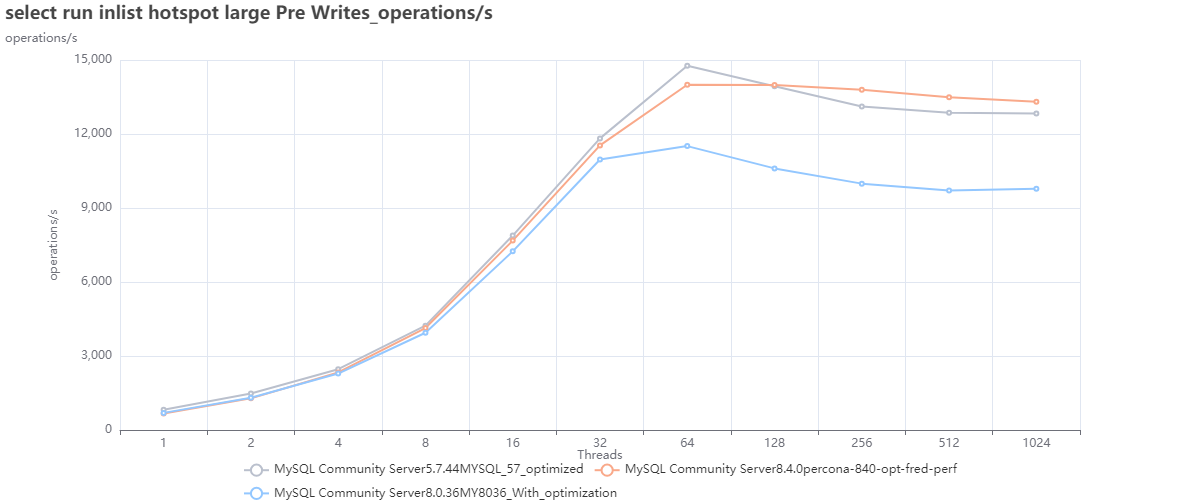 select run inlist hotspot large Pre Writes_operations/s
operations/s
15,000
12,000
9,000
6,000
3,000
0
operations/s
1 2 4 8 16 32 64 128 256 512 1024
Threads
MySQL Community Server5.7.44MYSQL_57_optimized MySQL Community Server8.4.0percona-840-opt-fred-perf
MySQL Community Server8.0.36MY8036_With_optimization